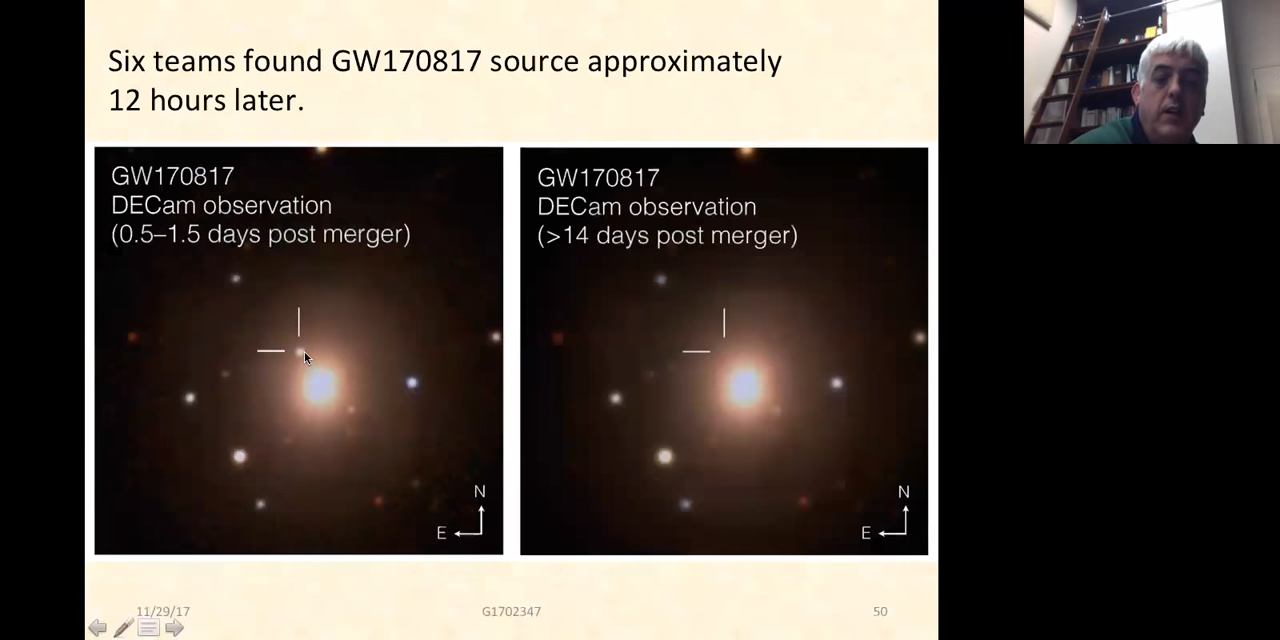 Six teams found GW170817 source approximately
12 hours later.
GW170817
DECam observation
(0.5–1.5 days post merger)
N
E
GW170817
DECam observation
(>14 days post merger)
N
E
11/29/17
G1702347
50